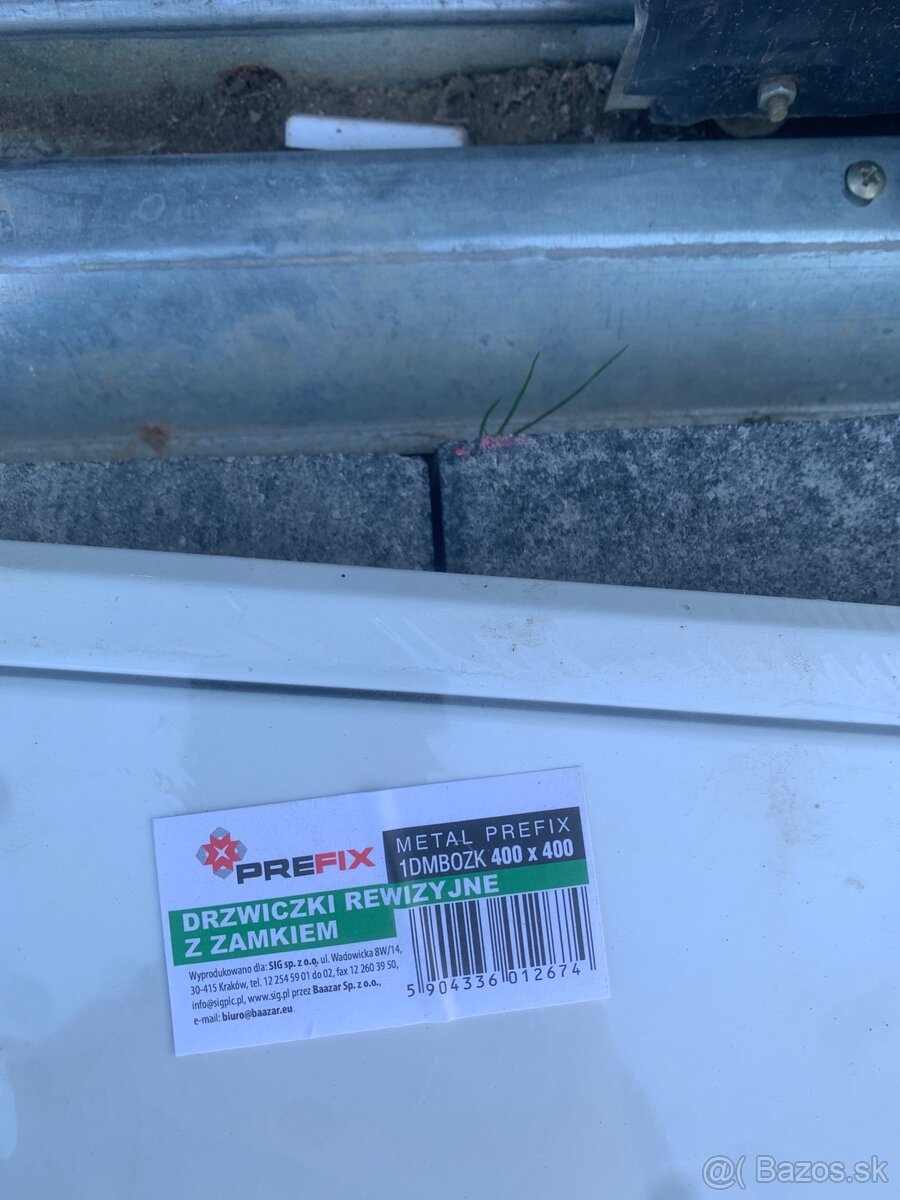 PREFIX
METAL PREFIX
1DMBOZK 400 x 400
DRZWICZKI REWIZYJNE
Z ZAMKIEM
Wyprodukowano dla: SIG sp. z o.o. ul. Wadowicka 8W/14,
30-415 Kraków, tel. 12 254 59 01 do 02, fax 12 260 39 50,
info@sigplc.pl, www.sig.pl przez Baazar Sp. z o.o.,
e-mail: biuro@baazar.eu
5 904336 012674
@( Bazos.sk